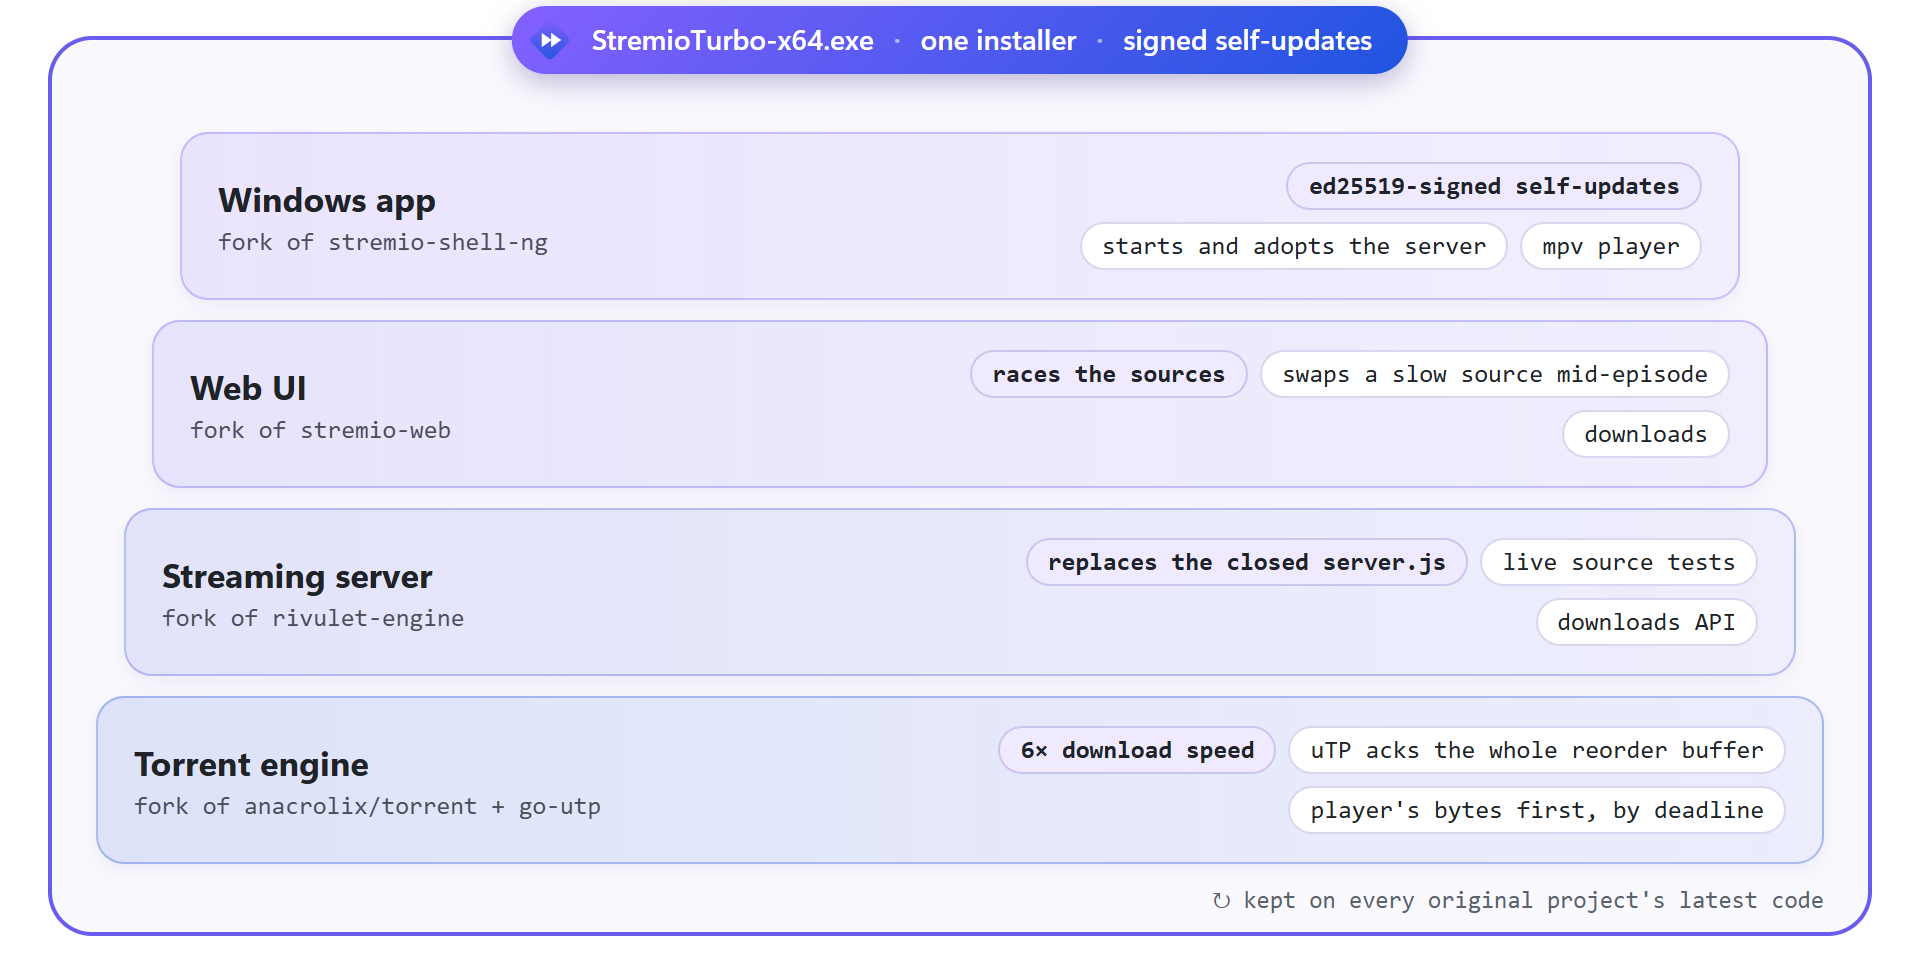 StremioTurbo-x64.exe · one installer · signed self-updates
Windows app
fork of stremio-shell-ng
ed25519-signed self-updates
starts and adopts the server
mpv player
Web UI
fork of stremio-web
races the sources
swaps a slow source mid-episode
downloads
Streaming server
fork of rivulet-engine
replaces the closed server.js
live source tests
downloads API
Torrent engine
fork of anacrolix/torrent + go-utp
6× download speed
uTP acks the whole reorder buffer
player's bytes first, by deadline
↻ kept on every original project's latest code